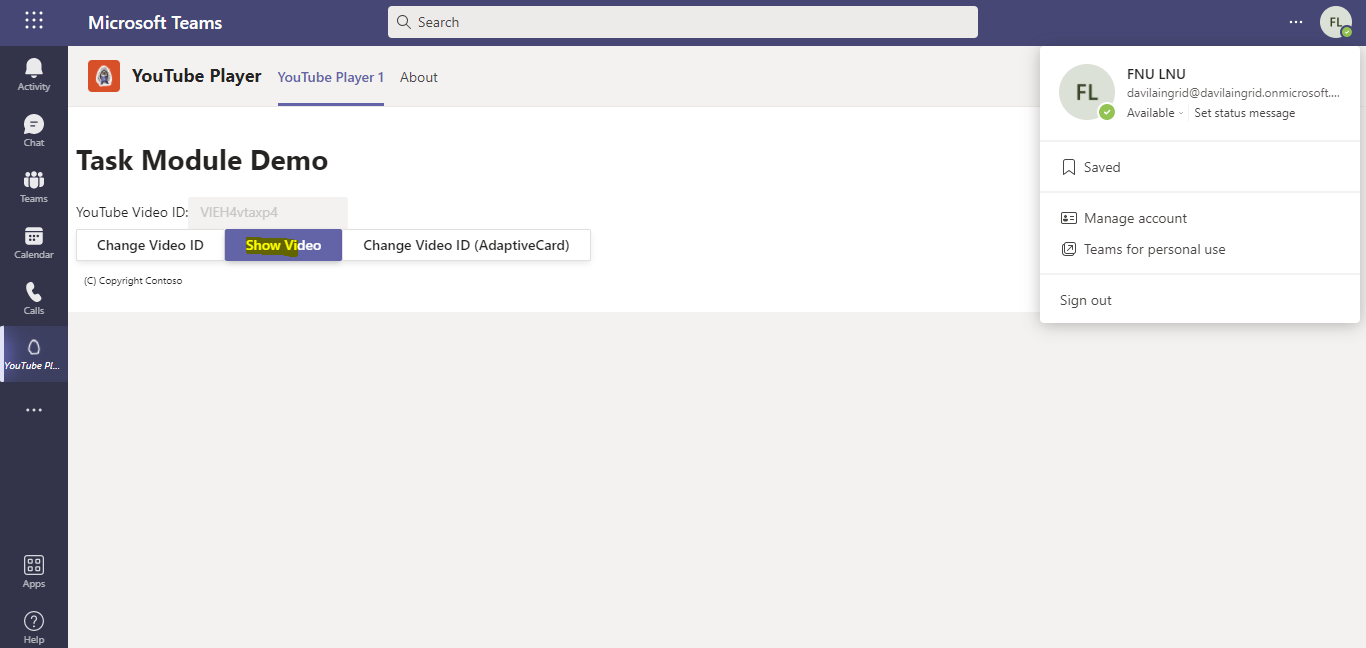 Microsoft Teams
Search
FL
Activity
Chat
Teams
Calendar
Calls
YouTube Pl...
Apps
Help
YouTube Player
YouTube Player 1
About
Task Module Demo
YouTube Video ID: VIEH4vtaxp4
Change Video ID
Show Video
Change Video ID (AdaptiveCard)
(C) Copyright Contoso
FL
FNU LNU
davilaingrid@davilaingrid.onmicrosoft....
Available
Set status message
Saved
Manage account
Teams for personal use
Sign out